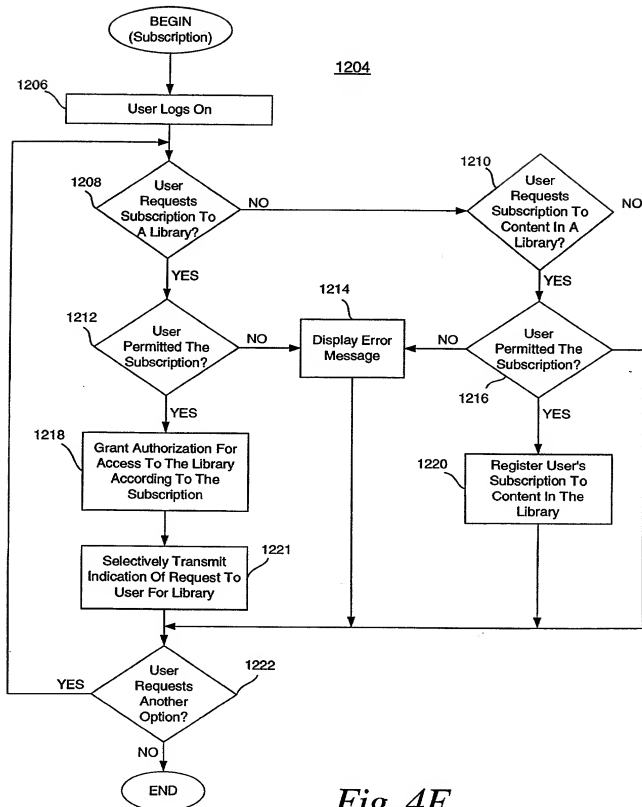 BEGIN
(Subscription)
1204
1206
User Logs On
1208
User
Requests
Subscription To
A Library?
NO
YES
1210
User
Requests
Subscription To
Content In A
Library?
NO
YES
1212
User
Permitted The
Subscription?
NO
YES
1214
Display Error
Message
NO
User
Permitted The
Subscription?
1216
YES
1218
Grant Authorization For
Access To The Library
According To The
Subscription
1220
Register User's
Subscription To
Content In The
Library
Selectively Transmit
Indication Of Request To
User For Library
1221
YES
User
Requests
Another
Option?
1222
NO
END
Fig. 4F